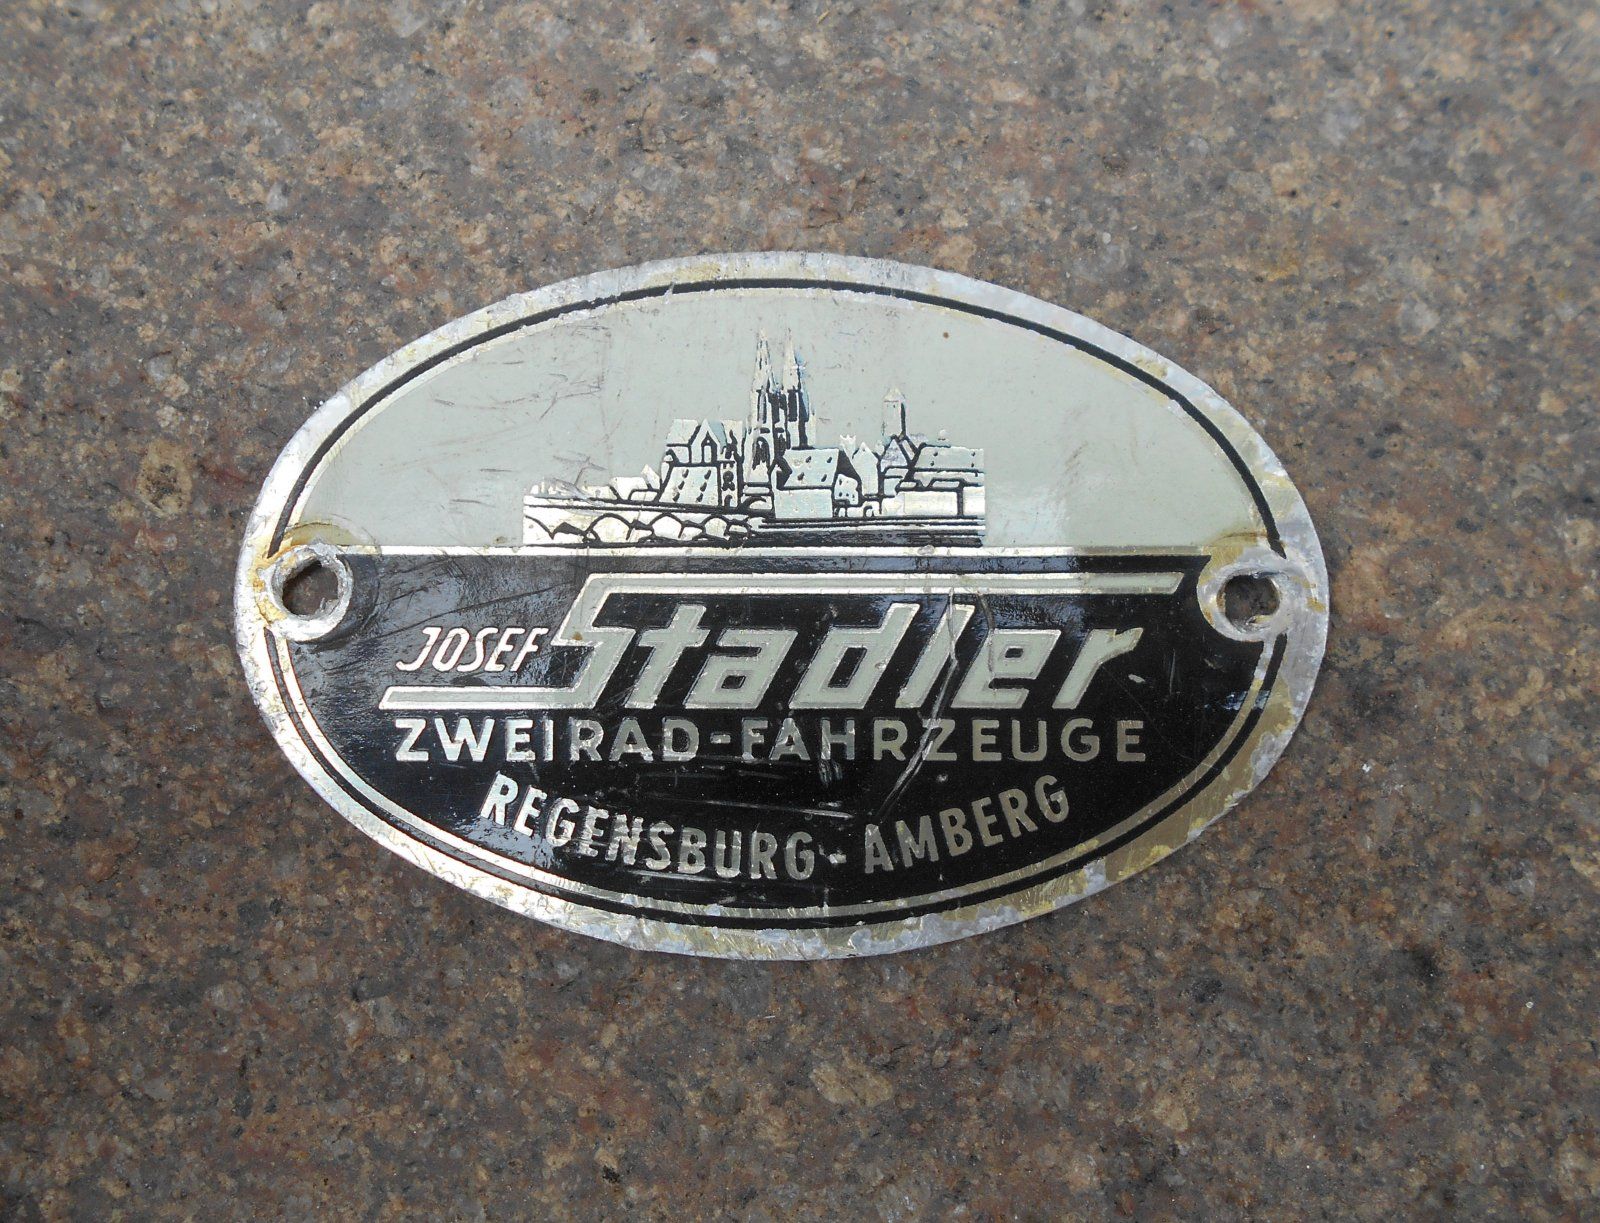 JOSEF Stadler
ZWEIRAD-FAHRZEUGE
REGENSBURG - AMBERG